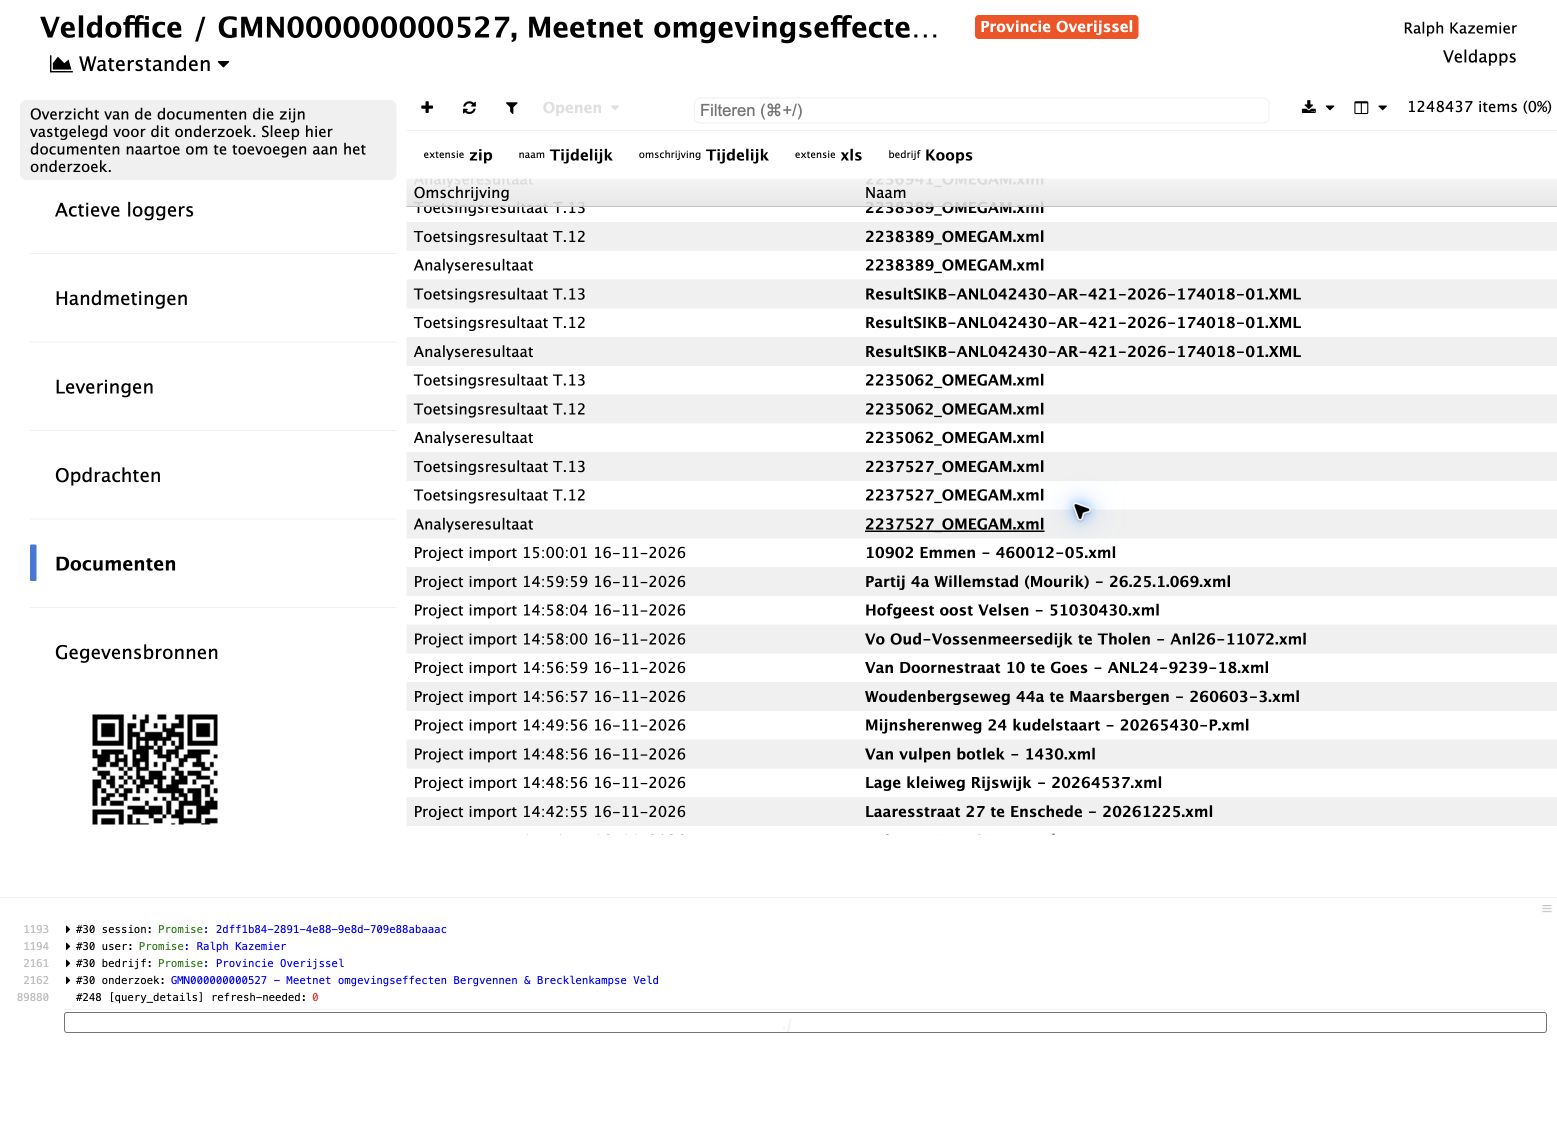 Veldoffice / GMN000000000527, Meetnet omgevingseffecte...
Provincie Overijssel
Ralph Kazemier
Waterstanden
Veldapps
Overzicht van de documenten die zijn
vastgelegd voor dit onderzoek. Sleep hier
documenten naartoe om te toevoegen aan het
onderzoek.
Actieve loggers
Handmetingen
Leveringen
Opdrachten
Documenten
Gegevensbronnen
Openen
Filteren (⌘+/)
1248437 items (0%)
extensie zip naam Tijdelijk omschrijving Tijdelijk extensie xls bedrijf Koops
Analyseresultaat 2236941_OMEGAM.xml
Omschrijving Naam
Toetsingsresultaat T.13 2238389_OMEGAM.xml
Toetsingsresultaat T.12 2238389_OMEGAM.xml
Analyseresultaat 2238389_OMEGAM.xml
Toetsingsresultaat T.13 ResultSIKB-ANL042430-AR-421-2026-174018-01.XML
Toetsingsresultaat T.12 ResultSIKB-ANL042430-AR-421-2026-174018-01.XML
Analyseresultaat ResultSIKB-ANL042430-AR-421-2026-174018-01.XML
Toetsingsresultaat T.13 2235062_OMEGAM.xml
Toetsingsresultaat T.12 2235062_OMEGAM.xml
Analyseresultaat 2235062_OMEGAM.xml
Toetsingsresultaat T.13 2237527_OMEGAM.xml
Toetsingsresultaat T.12 2237527_OMEGAM.xml
Analyseresultaat 2237527_OMEGAM.xml
Project import 15:00:01 16-11-2026 10902 Emmen - 460012-05.xml
Project import 14:59:59 16-11-2026 Partij 4a Willemstad (Mourik) - 26.25.1.069.xml
Project import 14:58:04 16-11-2026 Hofgeest oost Velsen - 51030430.xml
Project import 14:58:00 16-11-2026 Vo Oud-Vossenmeersedijk te Tholen - Anl26-11072.xml
Project import 14:56:59 16-11-2026 Van Doornestraat 10 te Goes - ANL24-9239-18.xml
Project import 14:56:57 16-11-2026 Woudenbergseweg 44a te Maarsbergen - 260603-3.xml
Project import 14:49:56 16-11-2026 Mijnsherenweg 24 kudelstaart - 20265430-P.xml
Project import 14:48:56 16-11-2026 Van vulpen botlek - 1430.xml
Project import 14:48:56 16-11-2026 Lage kleiweg Rijswijk - 20264537.xml
Project import 14:42:55 16-11-2026 Laaresstraat 27 te Enschede - 20261225.xml
1193 #30 session: Promise: 2dff1b84-2891-4e88-9e8d-709e88abaaac
1194 #30 user: Promise: Ralph Kazemier
2161 #30 bedrijf: Promise: Provincie Overijssel
2162 #30 onderzoek: GMN000000000527 - Meetnet omgevingseffecten Bergvennen & Brecklenkampse Veld
89880 #248 [query_details] refresh-needed: 0